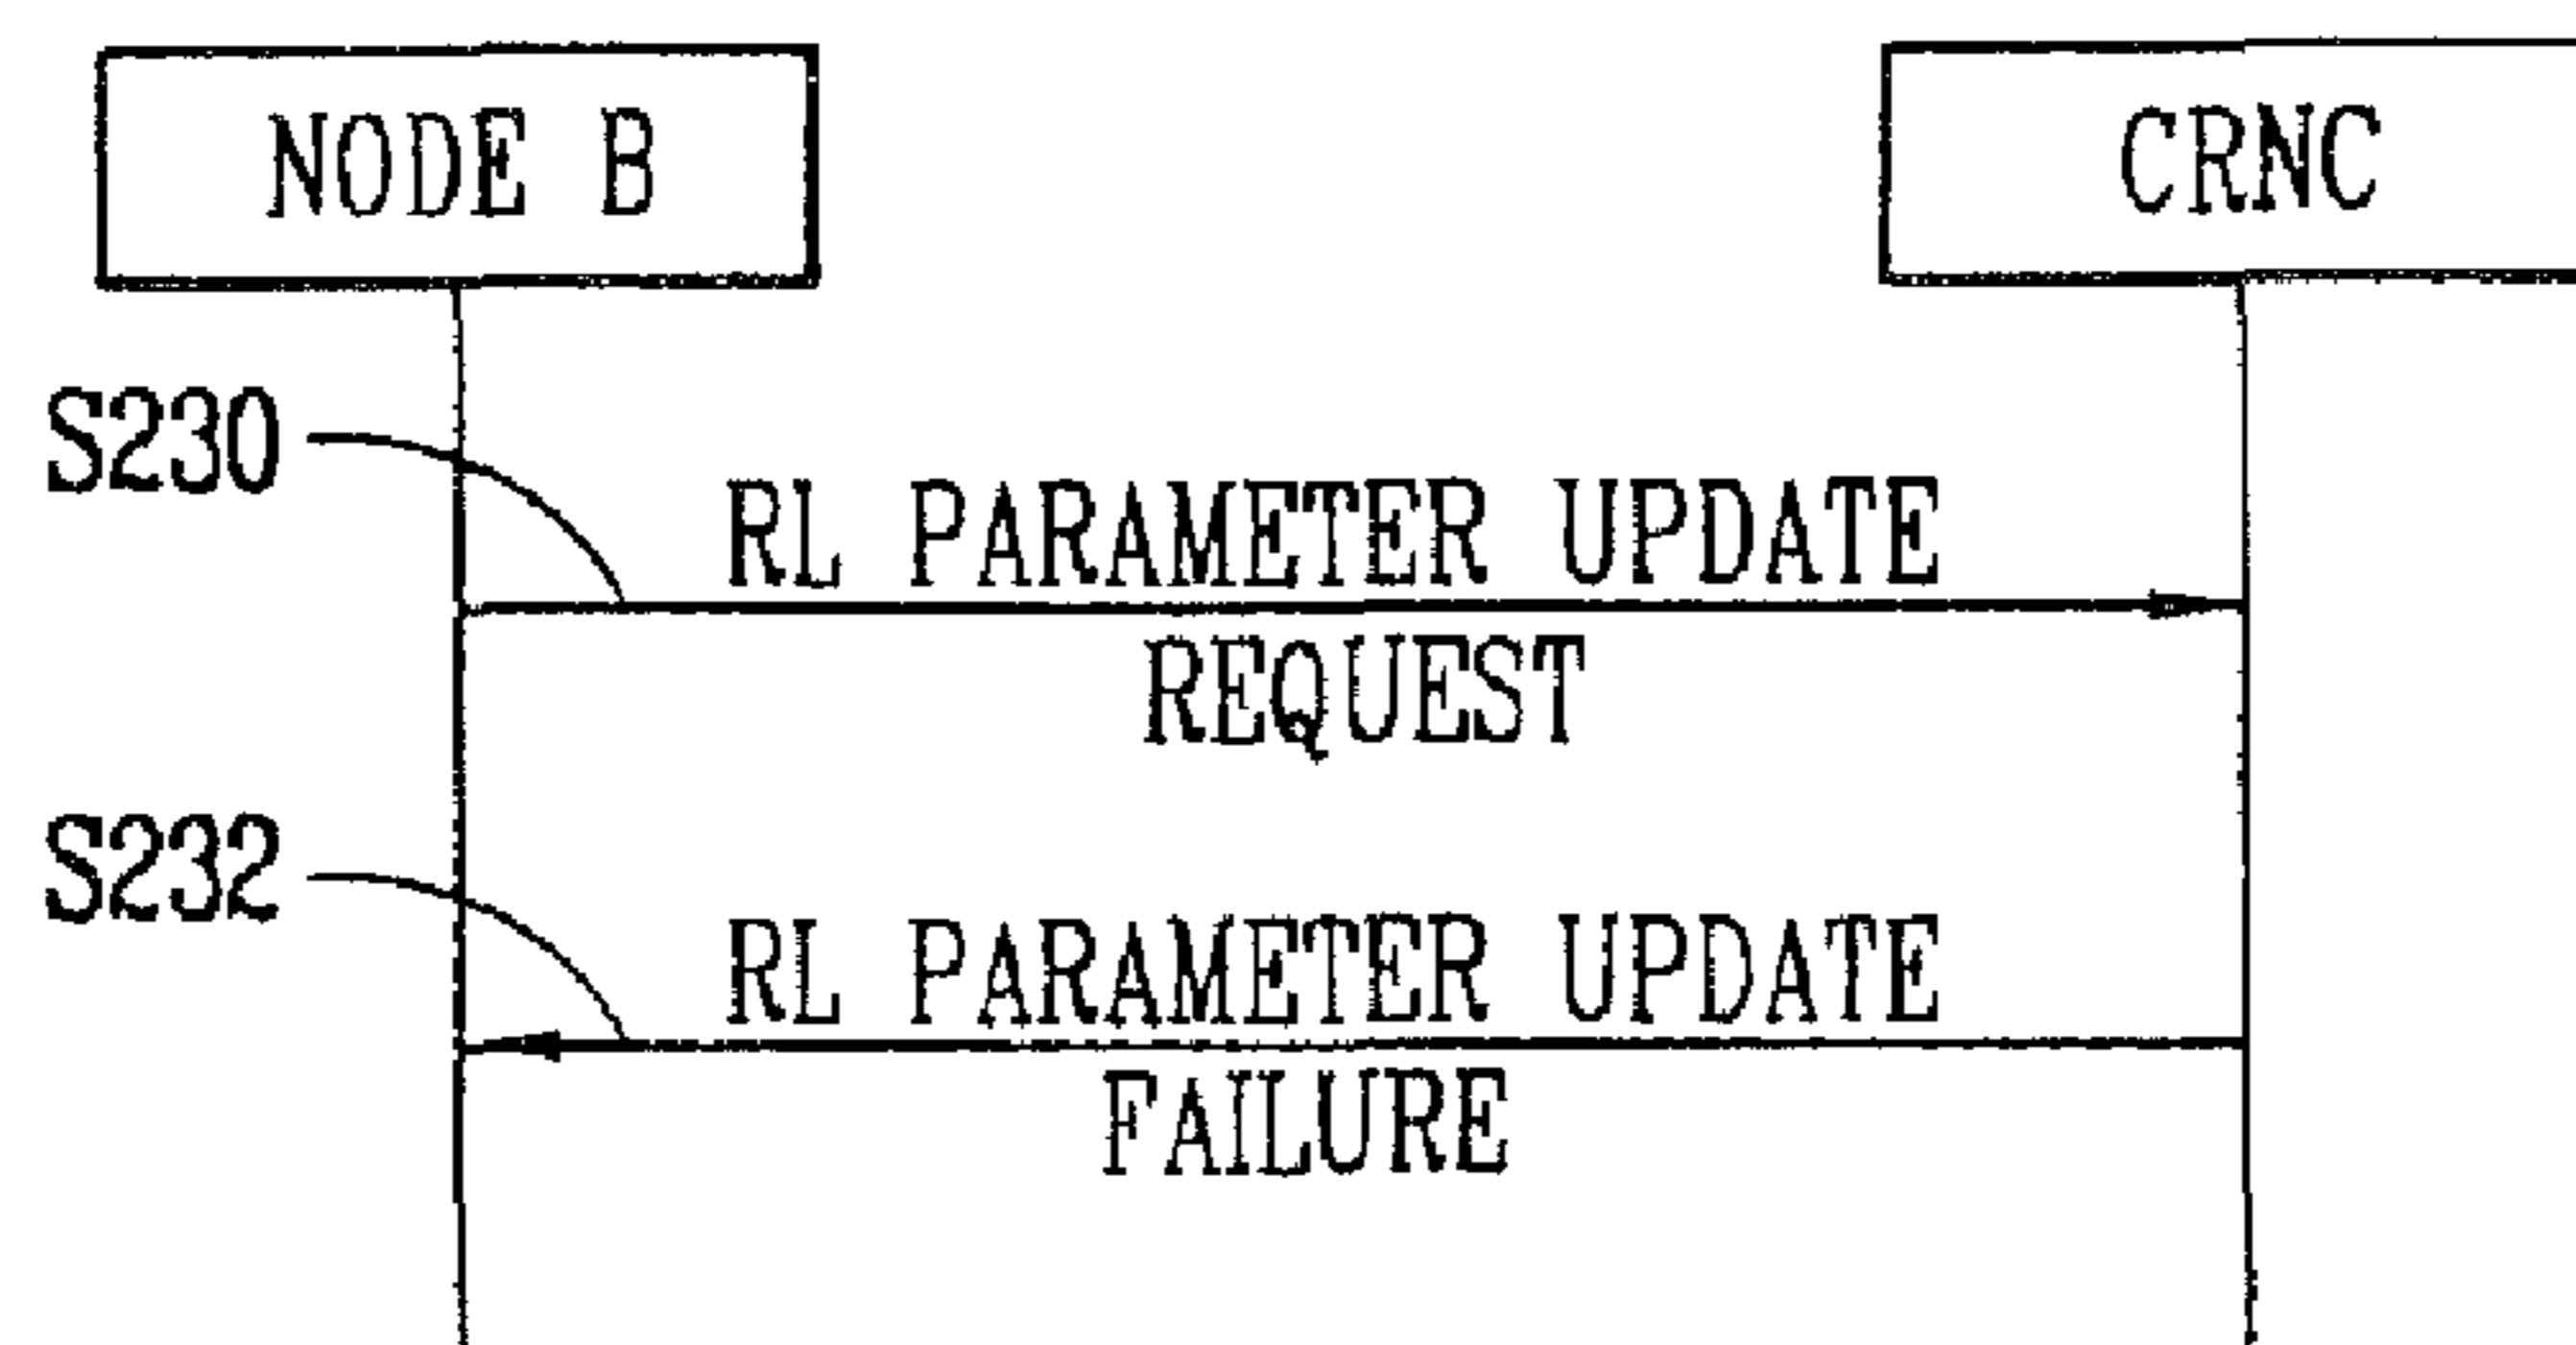 NODE B
CRNC
S230
RL PARAMETER UPDATE
REQUEST
S232
RL PARAMETER UPDATE
FAILURE